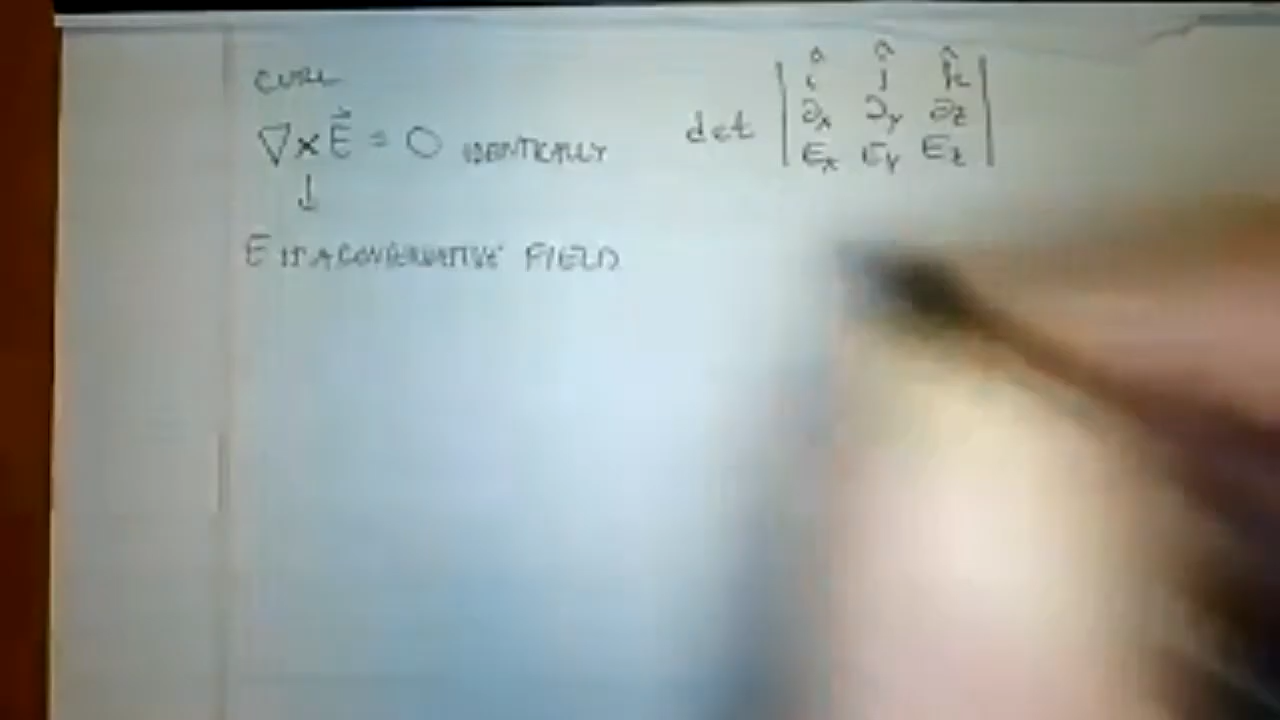 CURL
∇×E⃗ = 0 IDENTICALLY
↓
E IS A CONSERVATIVE FIELD
det | î ĵ k̂ |
| ∂x ∂y ∂z |
| Ex Ey Ez |